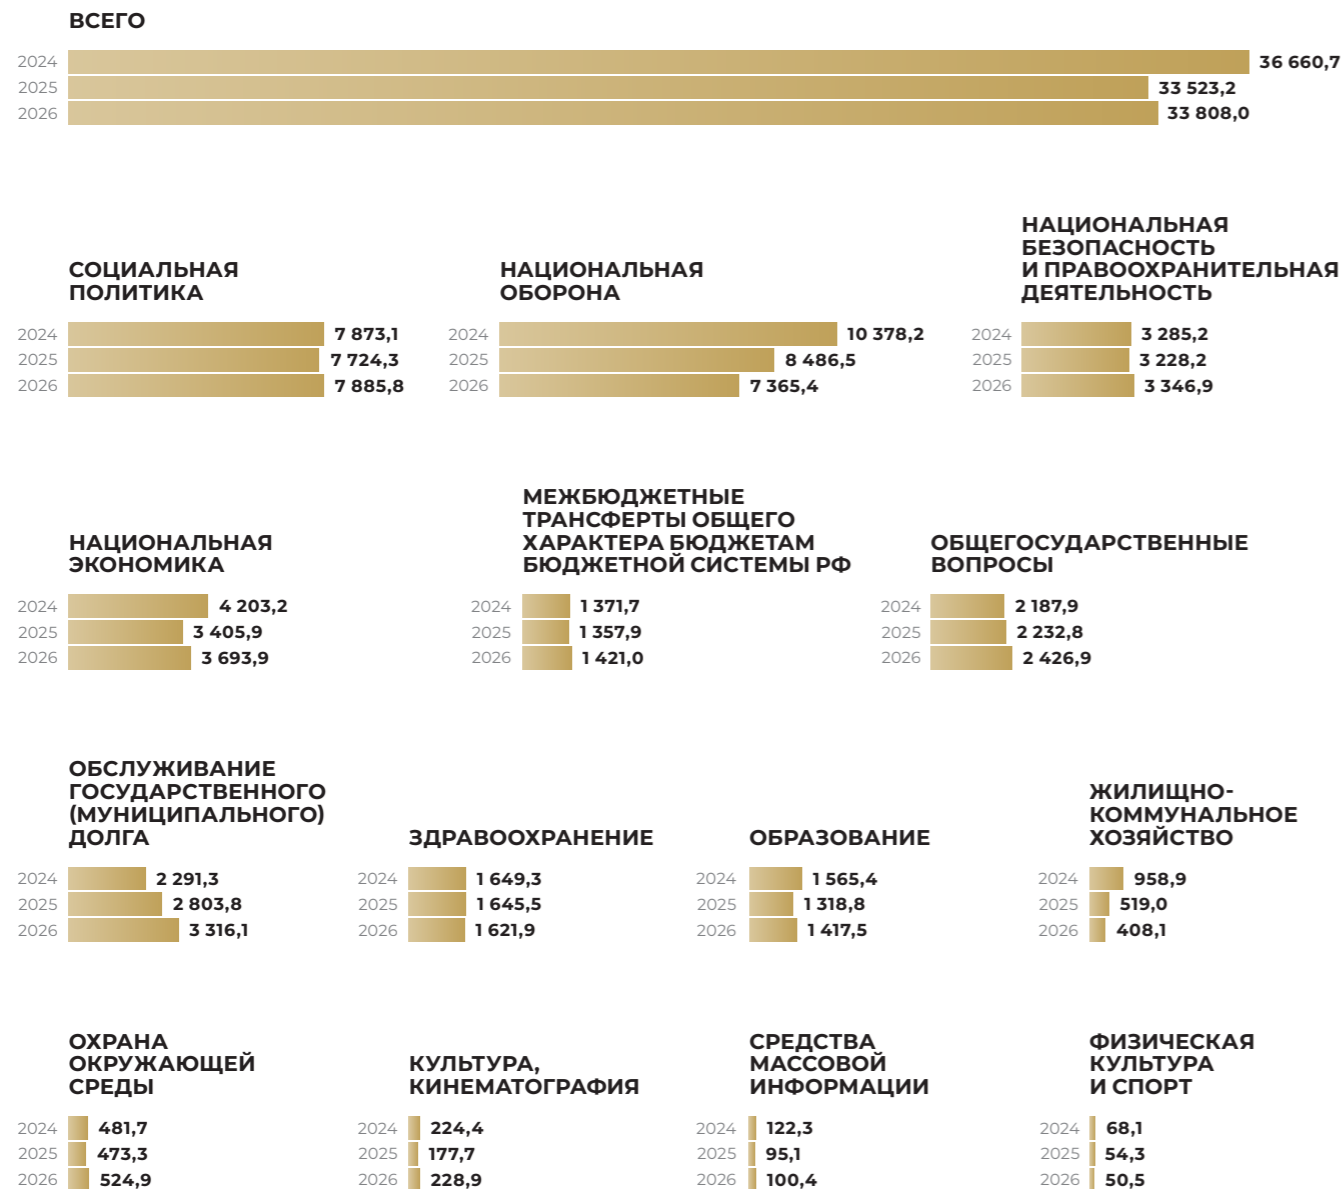 ВСЕГО
2024 36 660,7
2025 33 523,2
2026 33 808,0
СОЦИАЛЬНАЯ
ПОЛИТИКА
2024 7 873,1
2025 7 724,3
2026 7 885,8
НАЦИОНАЛЬНАЯ
ОБОРОНА
2024 10 378,2
2025 8 486,5
2026 7 365,4
НАЦИОНАЛЬНАЯ
БЕЗОПАСНОСТЬ
И ПРАВООХРАНИТЕЛЬНАЯ
ДЕЯТЕЛЬНОСТЬ
2024 3 285,2
2025 3 228,2
2026 3 346,9
НАЦИОНАЛЬНАЯ
ЭКОНОМИКА
2024 4 203,2
2025 3 405,9
2026 3 693,9
МЕЖБЮДЖЕТНЫЕ
ТРАНСФЕРТЫ ОБЩЕГО
ХАРАКТЕРА БЮДЖЕТАМ
БЮДЖЕТНОЙ СИСТЕМЫ РФ
2024 1 371,7
2025 1 357,9
2026 1 421,0
ОБЩЕГОСУДАРСТВЕННЫЕ
ВОПРОСЫ
2024 2 187,9
2025 2 232,8
2026 2 426,9
ОБСЛУЖИВАНИЕ
ГОСУДАРСТВЕННОГО
(МУНИЦИПАЛЬНОГО)
ДОЛГА
2024 2 291,3
2025 2 803,8
2026 3 316,1
ЗДРАВООХРАНЕНИЕ
2024 1 649,3
2025 1 645,5
2026 1 621,9
ОБРАЗОВАНИЕ
2024 1 565,4
2025 1 318,8
2026 1 417,5
ЖИЛИЩНО-
КОММУНАЛЬНОЕ
ХОЗЯЙСТВО
2024 958,9
2025 519,0
2026 408,1
ОХРАНА
ОКРУЖАЮЩЕЙ
СРЕДЫ
2024 481,7
2025 473,3
2026 524,9
КУЛЬТУРА,
КИНЕМАТОГРАФИЯ
2024 224,4
2025 177,7
2026 228,9
СРЕДСТВА
МАССОВОЙ
ИНФОРМАЦИИ
2024 122,3
2025 95,1
2026 100,4
ФИЗИЧЕСКАЯ
КУЛЬТУРА
И СПОРТ
2024 68,1
2025 54,3
2026 50,5